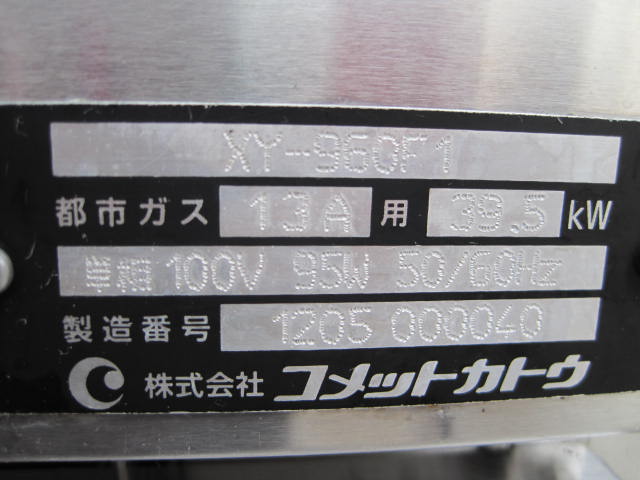 XY-960F1
都市ガス 13A 用 39.5 kW
単相 100V 95W 50/60Hz
製造番号 1205 000040
株式会社 コメットカトウ